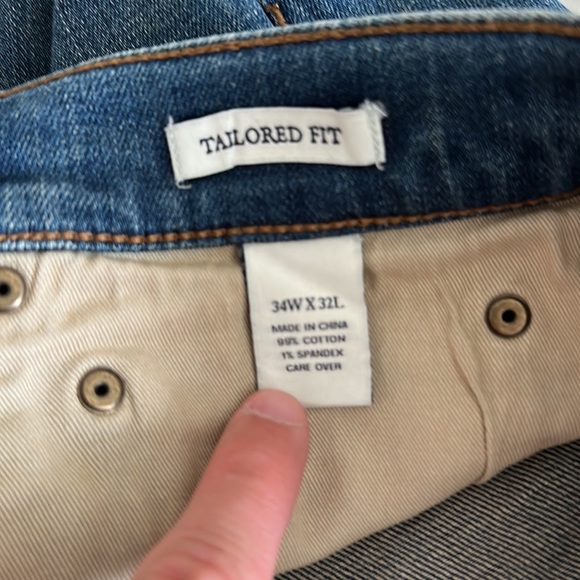 TAILORED FIT
34W X 32L
MADE IN CHINA
99% COTTON
1% SPANDEX
CARE OVER